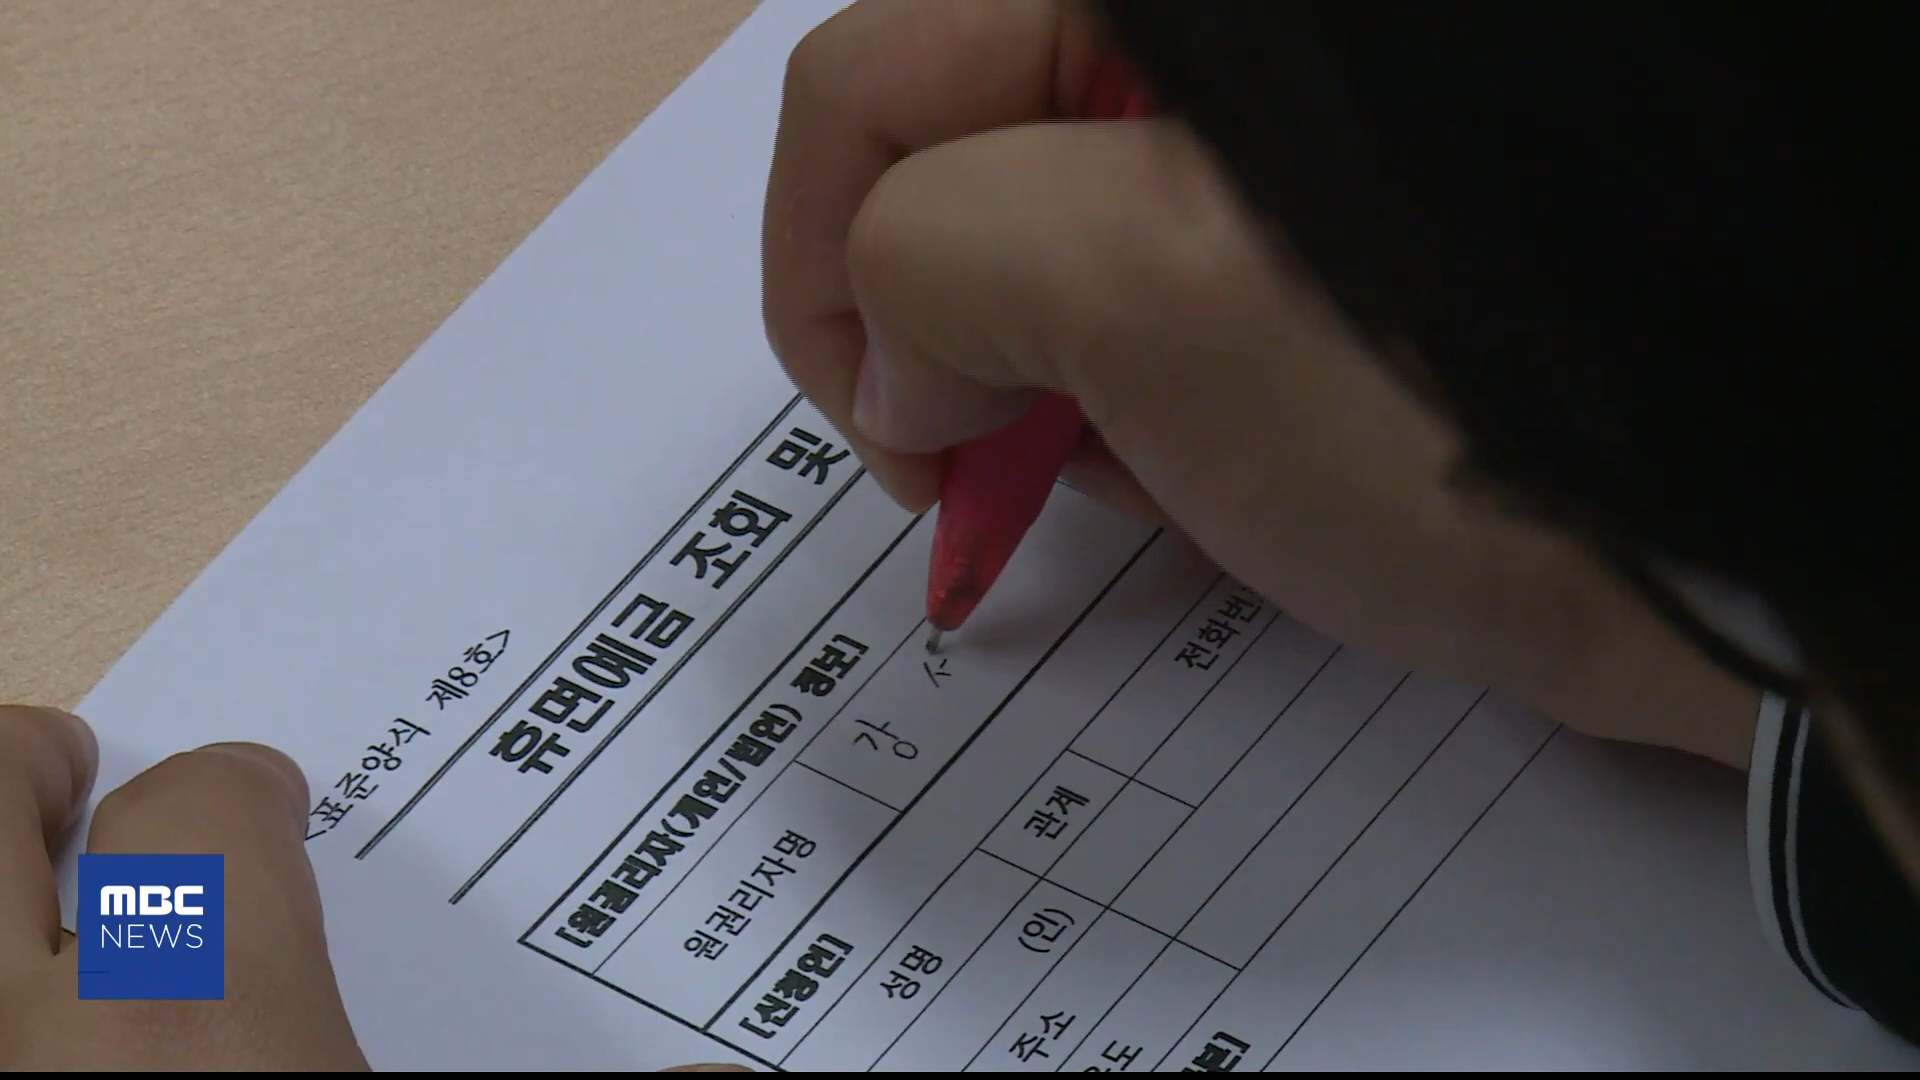 <표준양식 제8호>
휴면예금 조회 및
[원권리자(개인/법인) 정보]
원권리자명 강
[신청인]
성명 (인) 관계 전화번
주소
MBC
NEWS